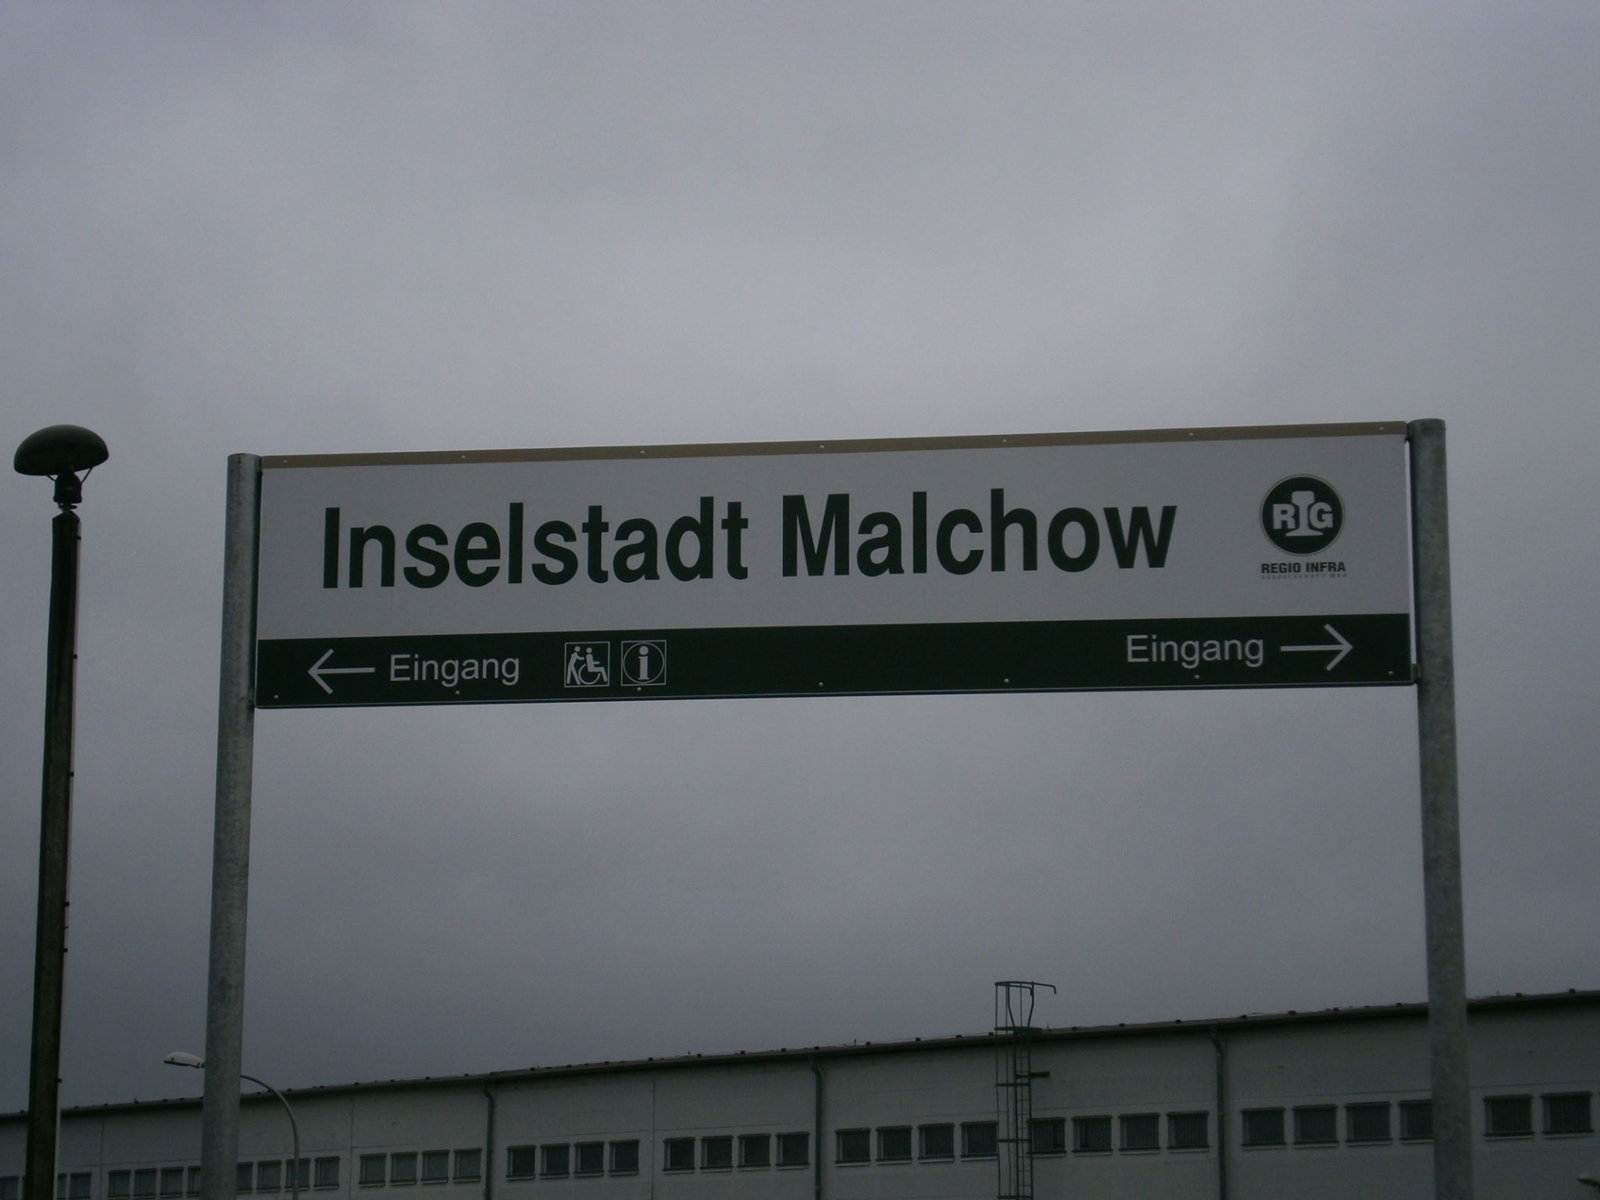 Inselstadt Malchow
RIG
REGIO INFRA
← Eingang
i
Eingang →